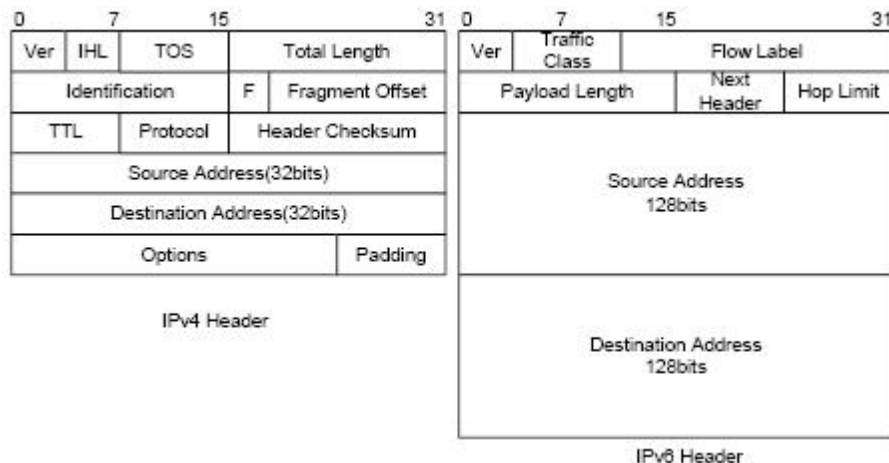 0 7 15 31
Ver IHL TOS Total Length
Identification F Fragment Offset
TTL Protocol Header Checksum
Source Address(32bits)
Destination Address(32bits)
Options Padding
IPv4 Header
0 7 15 31
Ver Traffic Class Flow Label
Payload Length Next Header Hop Limit
Source Address
128bits
Destination Address
128bits
IPv6 Header